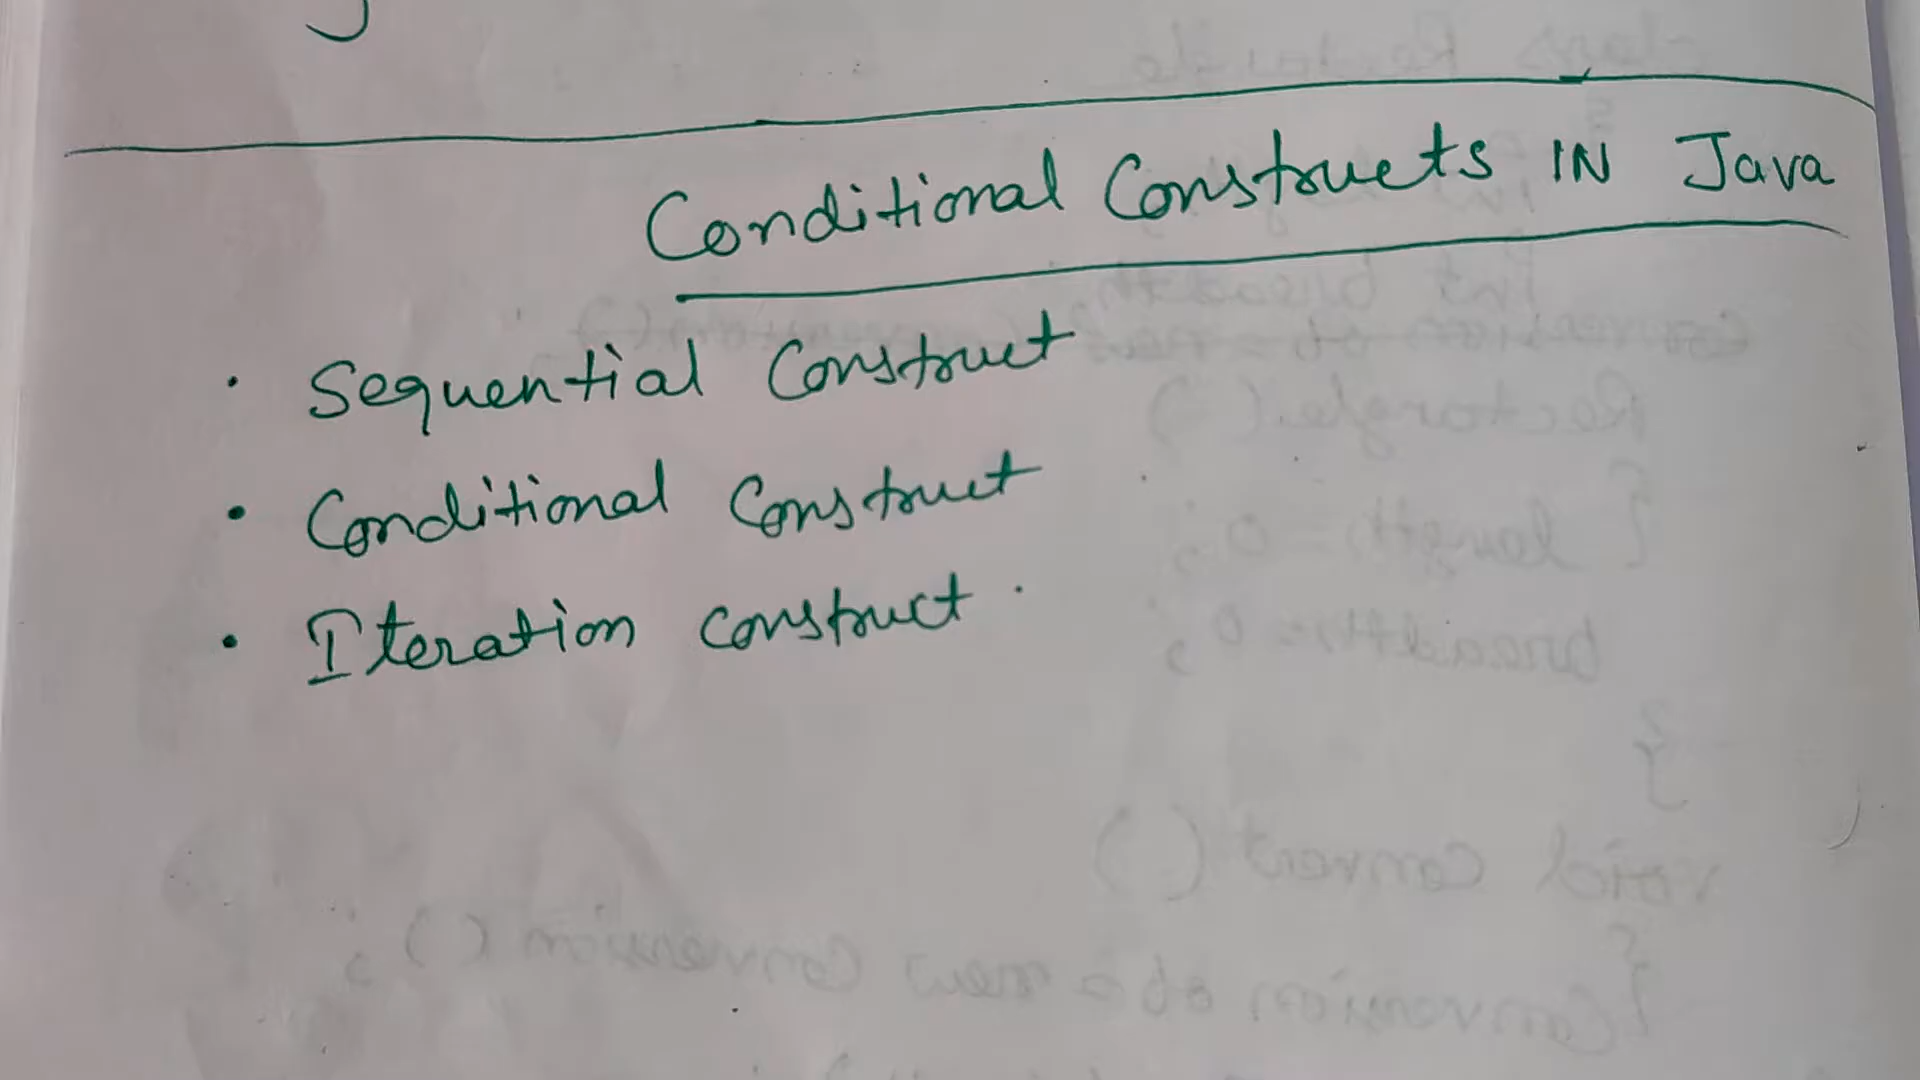 Conditional Constructs IN Java
• Sequential Construct
• Conditional Construct
• Iteration construct.